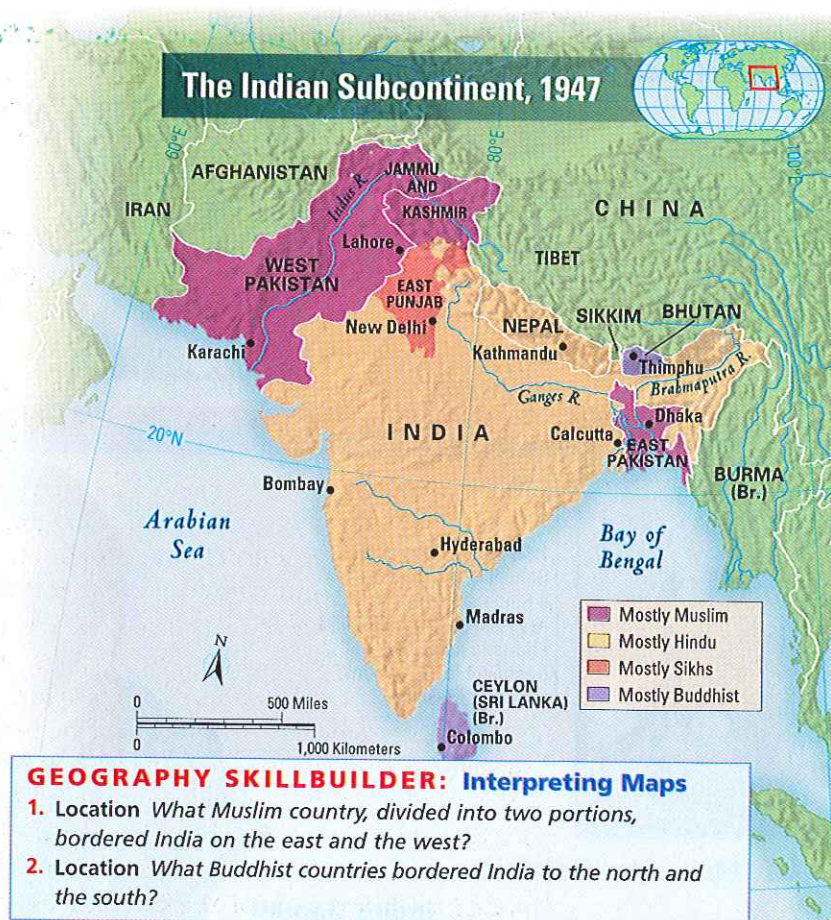 The Indian Subcontinent, 1947
60°E
80°E
100°E
AFGHANISTAN
JAMMU
AND
KASHMIR
Indus R.
IRAN
CHINA
Lahore
WEST
PAKISTAN
TIBET
EAST
PUNJAB
New Delhi
NEPAL
SIKKIM
BHUTAN
Karachi
Kathmandu
Thimphu
Brahmaputra R.
Ganges R.
Dhaka
20°N
INDIA
Calcutta
EAST
PAKISTAN
BURMA
(Br.)
Bombay
Arabian
Sea
Bay of
Bengal
Hyderabad
Madras
Mostly Muslim
Mostly Hindu
Mostly Sikhs
Mostly Buddhist
N
0
500 Miles
0
1,000 Kilometers
CEYLON
(SRI LANKA)
(Br.)
Colombo
GEOGRAPHY SKILLBUILDER: Interpreting Maps
1. Location What Muslim country, divided into two portions,
bordered India on the east and the west?
2. Location What Buddhist countries bordered India to the north and
the south?